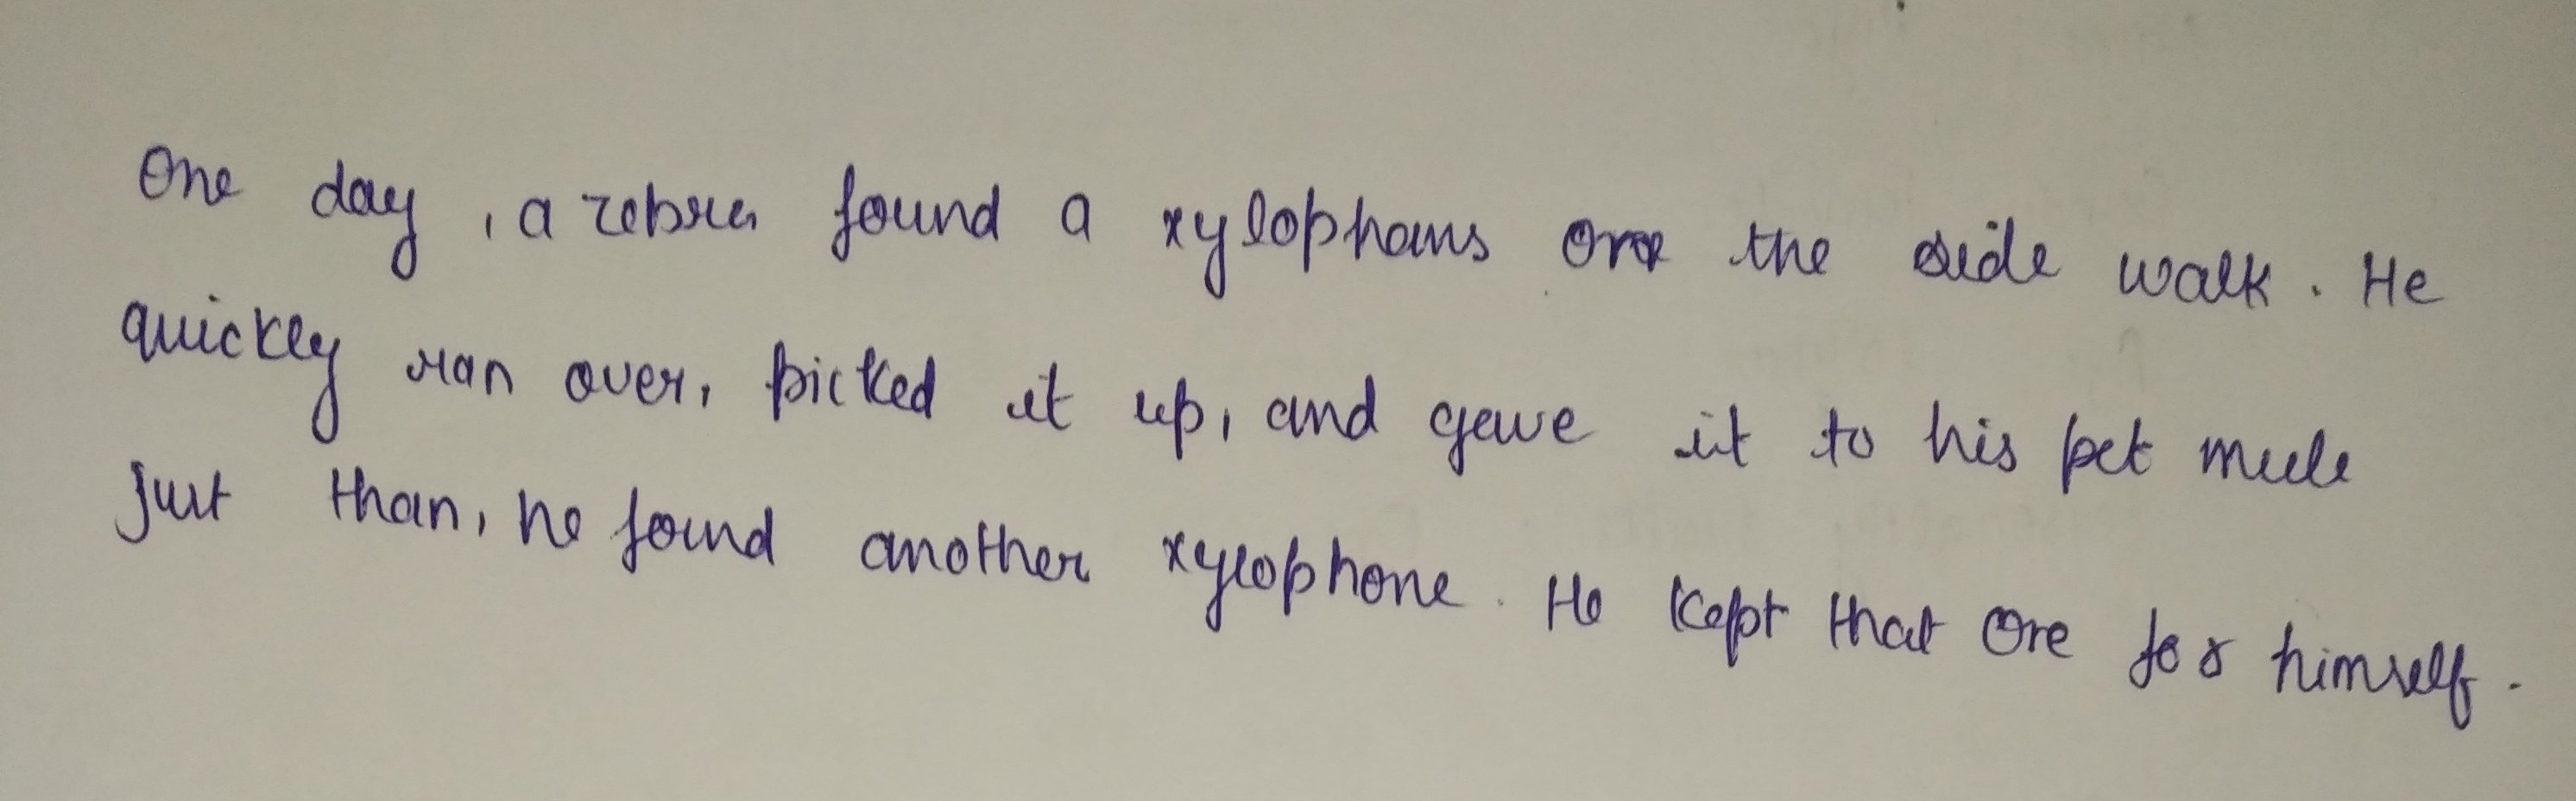 One day, a zebra found a xylophans on the side walk. He
quickly ran over, picked it up, and gave it to his pet mule
just than, he found another xylophone. He kept that one for himself.